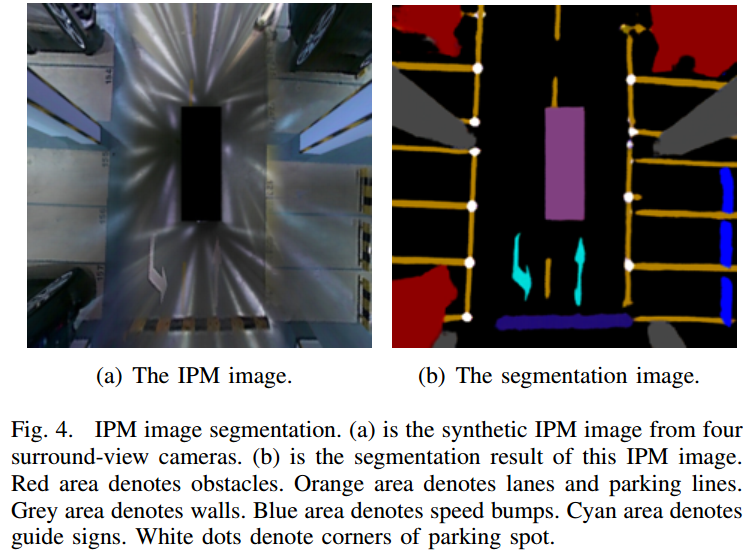 (a) The IPM image.
(b) The segmentation image.
Fig. 4. IPM image segmentation. (a) is the synthetic IPM image from four
surround-view cameras. (b) is the segmentation result of this IPM image.
Red area denotes obstacles. Orange area denotes lanes and parking lines.
Grey area denotes walls. Blue area denotes speed bumps. Cyan area denotes
guide signs. White dots denote corners of parking spot.